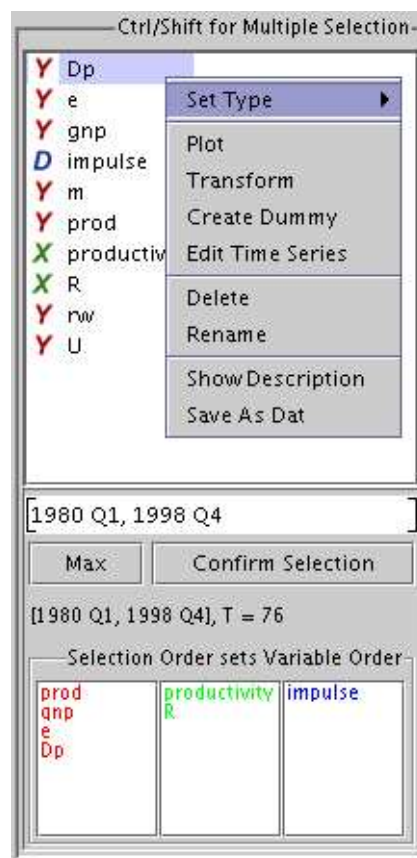 Ctrl/Shift for Multiple Selection
Y Dp
Y e
Y gnp
D impulse
Y m
Y prod
X productiv
X R
Y rw
Y U
Set Type
Plot
Transform
Create Dummy
Edit Time Series
Delete
Rename
Show Description
Save As Dat
[1980 Q1, 1998 Q4]
Max Confirm Selection
[1980 Q1, 1998 Q4], T = 76
Selection Order sets Variable Order
prod
gnp
e
Dp
productivity
R
impulse